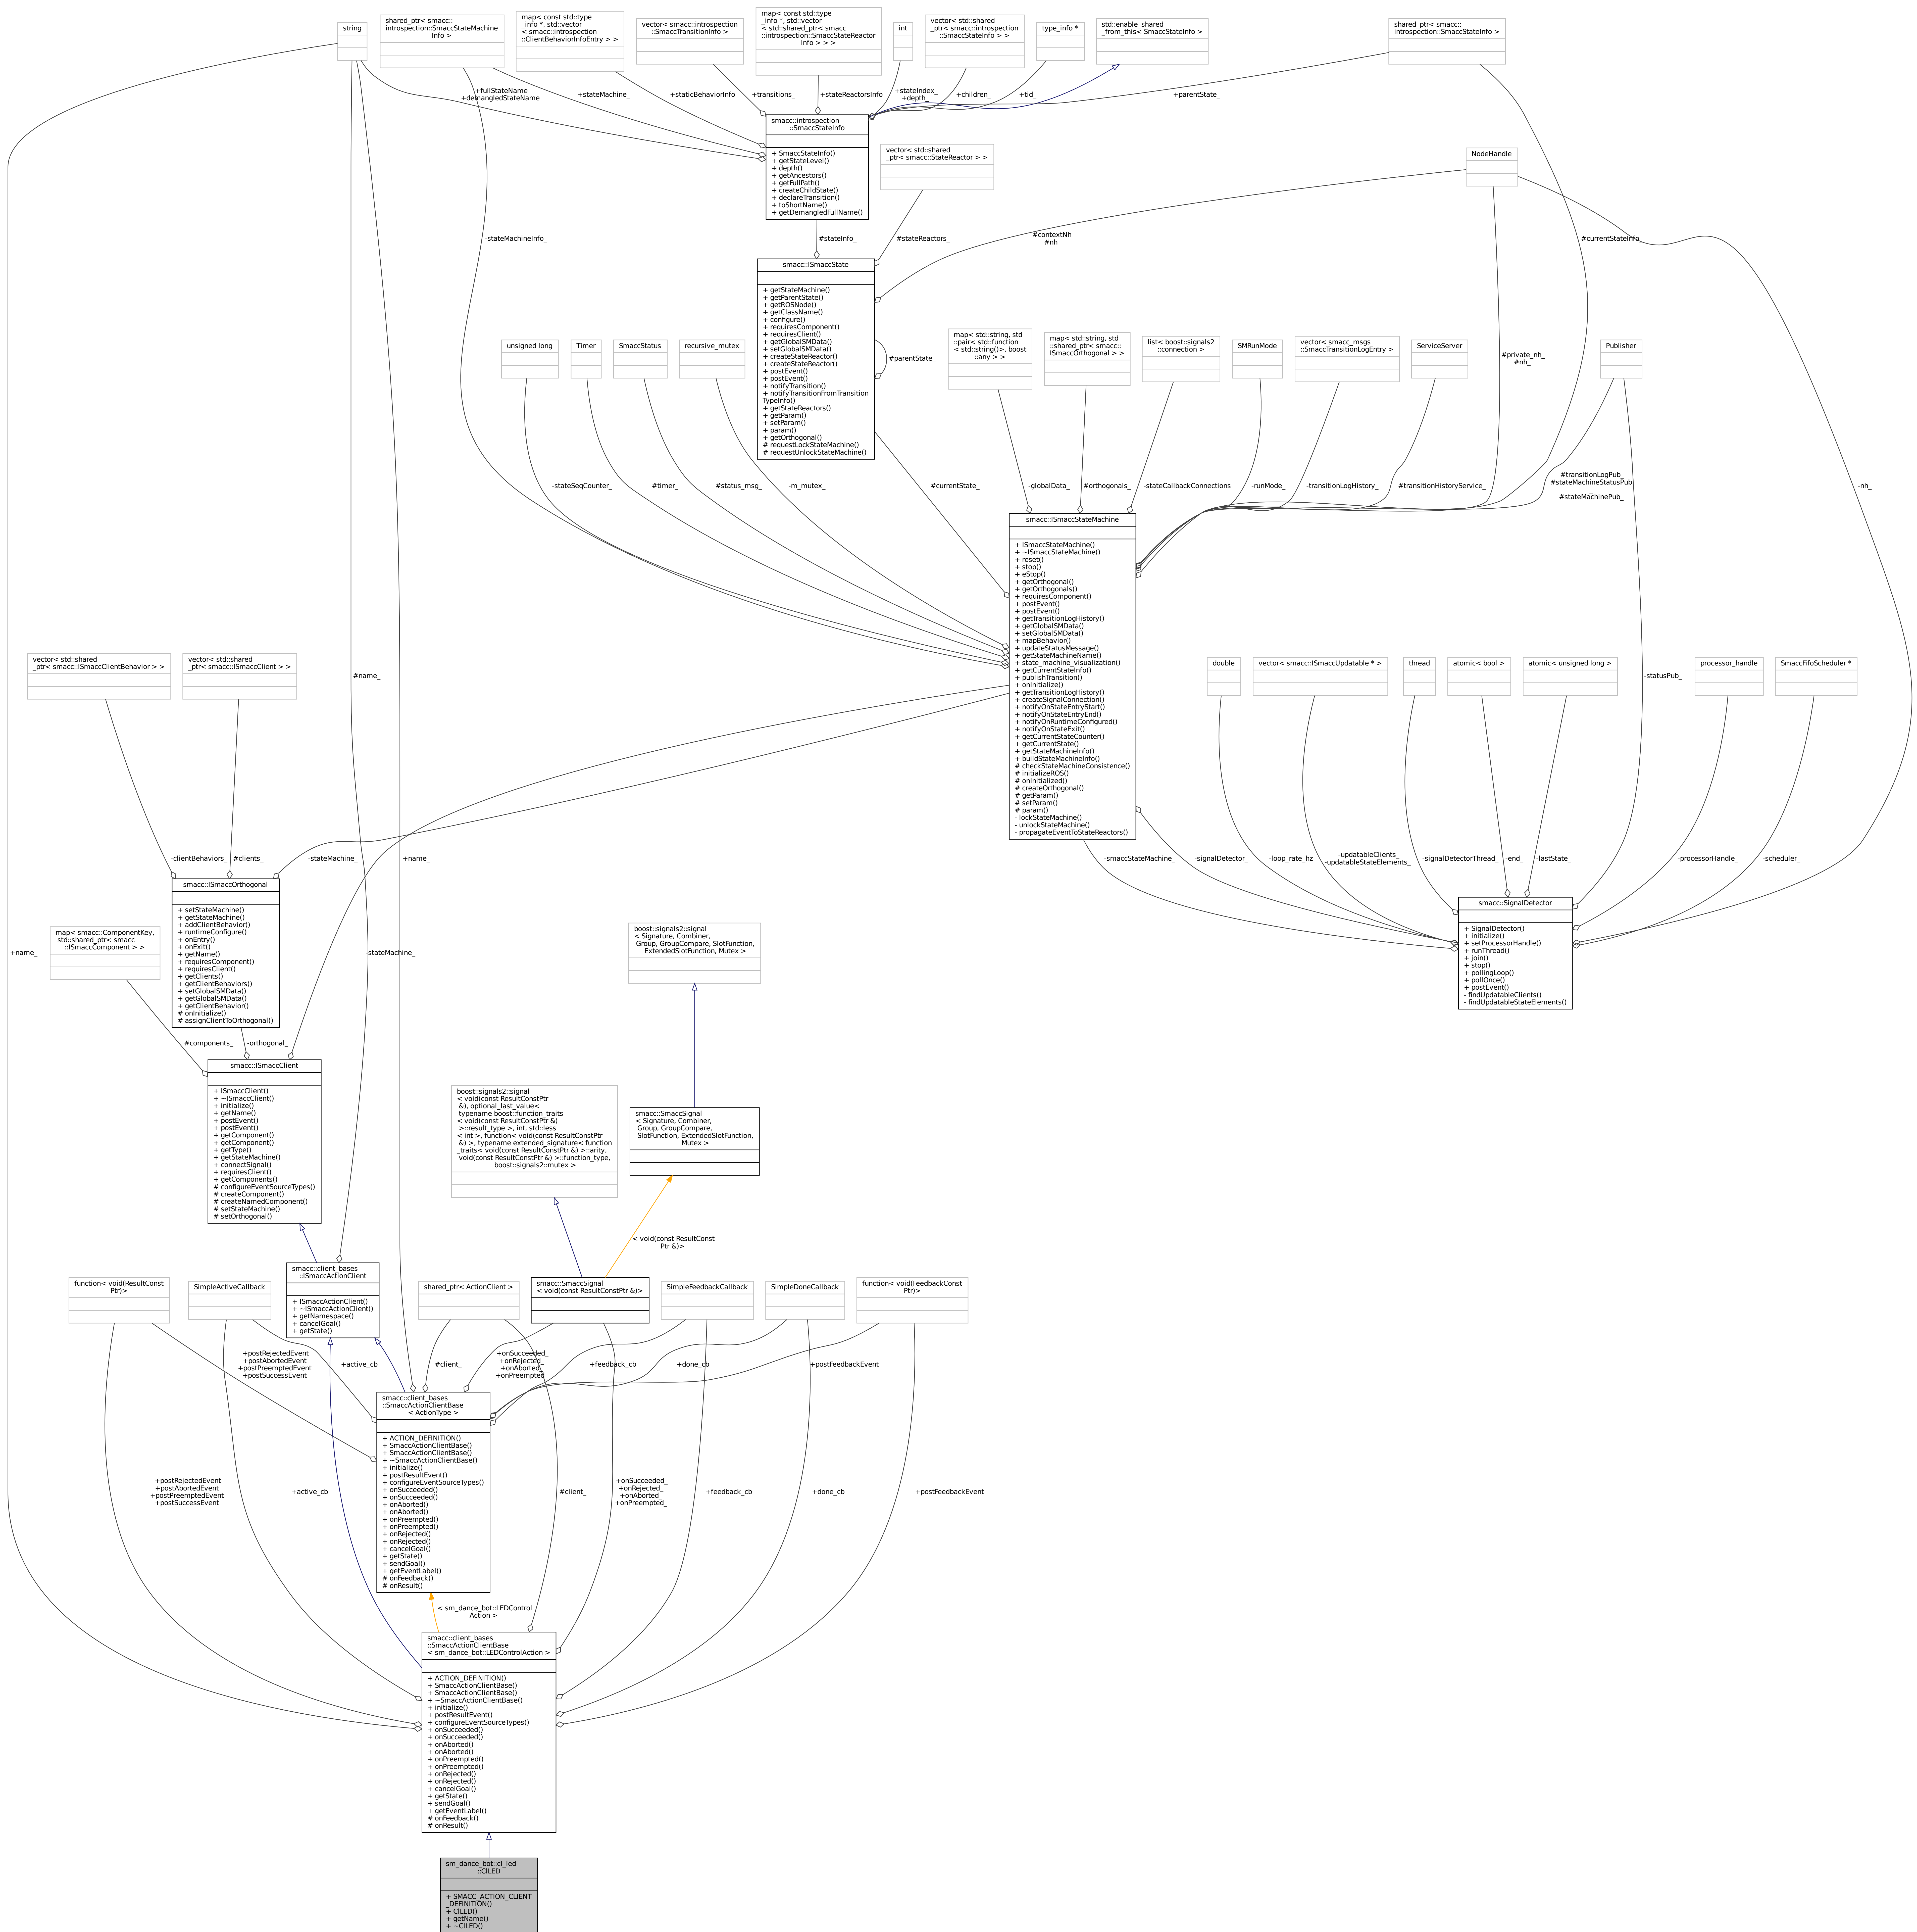 string
shared_ptr< smacc::
introspection::SmaccStateMachine
Info >
map< const std::type
_info *, std::vector
< smacc::introspection
::ClientBehaviorInfoEntry > >
vector< smacc::introspection
::SmaccTransitionInfo >
map< const std::type
_info *, std::vector
< std::shared_ptr< smacc
::introspection::SmaccStateReactor
Info > > >
int
vector< std::shared
_ptr< smacc::introspection
::SmaccStateInfo > >
type_info *
std::enable_shared
_from_this< SmaccStateInfo >
shared_ptr< smacc::
introspection::SmaccStateInfo >
+fullStateName
+demangledStateName
+stateMachine_
+staticBehaviorInfo
+transitions_
+stateReactorsInfo
+stateIndex_
+depth_
+children_
+tid_
+parentState_
smacc::introspection
::SmaccStateInfo
+ SmaccStateInfo()
+ getStateLevel()
+ depth()
+ getAncestors()
+ getFullPath()
+ createChildState()
+ declareTransition()
+ toShortName()
+ getDemangledFullName()
vector< std::shared
_ptr< smacc::StateReactor > >
NodeHandle
-stateMachineInfo_
#stateInfo_
#stateReactors_
#contextNh
#nh
#currentStateInfo_
smacc::ISmaccState
+ getStateMachine()
+ getParentState()
+ getROSNode()
+ getClassName()
+ configure()
+ requiresComponent()
+ requiresClient()
+ getGlobalSMData()
+ setGlobalSMData()
+ createStateReactor()
+ createStateReactor()
+ postEvent()
+ postEvent()
+ notifyTransition()
+ notifyTransitionFromTransition
TypeInfo()
+ getStateReactors()
+ getParam()
+ setParam()
+ param()
+ getOrthogonal()
# requestLockStateMachine()
# requestUnlockStateMachine()
#parentState_
unsigned long
Timer
SmaccStatus
recursive_mutex
map< std::string, std
::pair< std::function
< std::string()>, boost
::any > >
map< std::string, std
::shared_ptr< smacc::
ISmaccOrthogonal > >
list< boost::signals2
::connection >
SMRunMode
vector< smacc_msgs
::SmaccTransitionLogEntry >
ServiceServer
#private_nh_
#nh_
Publisher
-stateSeqCounter_
#timer_
#status_msg_
-m_mutex_
#currentState_
-globalData_
#orthogonals_
-stateCallbackConnections
-runMode_
-transitionLogHistory_
#transitionHistoryService_
#transitionLogPub_
#stateMachineStatusPub
_
#stateMachinePub_
-nh_
smacc::ISmaccStateMachine
+ ISmaccStateMachine()
+ ~ISmaccStateMachine()
+ reset()
+ stop()
+ eStop()
+ getOrthogonal()
+ getOrthogonals()
+ requiresComponent()
+ postEvent()
+ postEvent()
+ getTransitionLogHistory()
+ getGlobalSMData()
+ setGlobalSMData()
+ mapBehavior()
+ updateStatusMessage()
+ getStateMachineName()
+ state_machine_visualization()
+ getCurrentStateInfo()
+ publishTransition()
+ onInitialize()
+ getTransitionLogHistory()
+ createSignalConnection()
+ notifyOnStateEntryStart()
+ notifyOnStateEntryEnd()
+ notifyOnRuntimeConfigured()
+ notifyOnStateExit()
+ getCurrentStateCounter()
+ getCurrentState()
+ getStateMachineInfo()
+ buildStateMachineInfo()
# checkStateMachineConsistence()
# initializeROS()
# onInitialized()
# createOrthogonal()
# getParam()
# setParam()
# param()
- lockStateMachine()
- unlockStateMachine()
- propagateEventToStateReactors()
vector< std::shared
_ptr< smacc::ISmaccClientBehavior > >
vector< std::shared
_ptr< smacc::ISmaccClient > >
#name_
double
vector< smacc::ISmaccUpdatable * >
thread
atomic< bool >
atomic< unsigned long >
-statusPub_
processor_handle
SmaccFifoScheduler *
-clientBehaviors_
#clients_
-stateMachine_
+name_
-smaccStateMachine_
-signalDetector_
-loop_rate_hz
-updatableClients_
-updatableStateElements_
-signalDetectorThread_
-end_
-lastState_
-processorHandle_
-scheduler_
smacc::ISmaccOrthogonal
+ setStateMachine()
+ getStateMachine()
+ addClientBehavior()
+ runtimeConfigure()
+ onEntry()
+ onExit()
+ getName()
+ requiresComponent()
+ requiresClient()
+ getClients()
+ getClientBehaviors()
+ setGlobalSMData()
+ getGlobalSMData()
+ getClientBehavior()
# onInitialize()
# assignClientToOrthogonal()
smacc::SignalDetector
+ SignalDetector()
+ initialize()
+ setProcessorHandle()
+ runThread()
+ join()
+ stop()
+ pollingLoop()
+ pollOnce()
+ postEvent()
- findUpdatableClients()
- findUpdatableStateElements()
map< smacc::ComponentKey,
std::shared_ptr< smacc
::ISmaccComponent > >
boost::signals2::signal
< Signature, Combiner,
Group, GroupCompare, SlotFunction,
ExtendedSlotFunction, Mutex >
+name_
-stateMachine_
#components_
-orthogonal_
smacc::ISmaccClient
+ ISmaccClient()
+ ~ISmaccClient()
+ initialize()
+ getName()
+ postEvent()
+ postEvent()
+ getComponent()
+ getComponent()
+ getType()
+ getStateMachine()
+ connectSignal()
+ requiresClient()
+ getComponents()
# configureEventSourceTypes()
# createComponent()
# createNamedComponent()
# setStateMachine()
# setOrthogonal()
boost::signals2::signal
< void(const ResultConstPtr
&), optional_last_value<
typename boost::function_traits
< void(const ResultConstPtr &)
>::result_type >, int, std::less
< int >, function< void(const ResultConstPtr
&) >, typename extended_signature< function
_traits< void(const ResultConstPtr &) >::arity,
void(const ResultConstPtr &) >::function_type,
boost::signals2::mutex >
smacc::SmaccSignal
< Signature, Combiner,
Group, GroupCompare,
SlotFunction, ExtendedSlotFunction,
Mutex >
< void(const ResultConst
Ptr &)>
function< void(ResultConst
Ptr)>
SimpleActiveCallback
smacc::client_bases
::ISmaccActionClient
+ ISmaccActionClient()
+ ~ISmaccActionClient()
+ getNamespace()
+ cancelGoal()
+ getState()
shared_ptr< ActionClient >
smacc::SmaccSignal
< void(const ResultConstPtr &)>
SimpleFeedbackCallback
SimpleDoneCallback
function< void(FeedbackConst
Ptr)>
+postRejectedEvent
+postAbortedEvent
+postPreemptedEvent
+postSuccessEvent
+active_cb
#client_
+onSucceeded_
+onRejected_
+onAborted_
+onPreempted_
+feedback_cb
+done_cb
+postFeedbackEvent
smacc::client_bases
::SmaccActionClientBase
< ActionType >
+ ACTION_DEFINITION()
+ SmaccActionClientBase()
+ SmaccActionClientBase()
+ ~SmaccActionClientBase()
+ initialize()
+ postResultEvent()
+ configureEventSourceTypes()
+ onSucceeded()
+ onSucceeded()
+ onAborted()
+ onAborted()
+ onPreempted()
+ onPreempted()
+ onRejected()
+ onRejected()
+ cancelGoal()
+ getState()
+ sendGoal()
+ getEventLabel()
# onFeedback()
# onResult()
+postRejectedEvent
+postAbortedEvent
+postPreemptedEvent
+postSuccessEvent
+active_cb
#client_
+onSucceeded_
+onRejected_
+onAborted_
+onPreempted_
+feedback_cb
+done_cb
+postFeedbackEvent
< sm_dance_bot::LEDControl
Action >
smacc::client_bases
::SmaccActionClientBase
< sm_dance_bot::LEDControlAction >
+ ACTION_DEFINITION()
+ SmaccActionClientBase()
+ SmaccActionClientBase()
+ ~SmaccActionClientBase()
+ initialize()
+ postResultEvent()
+ configureEventSourceTypes()
+ onSucceeded()
+ onSucceeded()
+ onAborted()
+ onAborted()
+ onPreempted()
+ onPreempted()
+ onRejected()
+ onRejected()
+ cancelGoal()
+ getState()
+ sendGoal()
+ getEventLabel()
# onFeedback()
# onResult()
sm_dance_bot::cl_led
::ClLED
+ SMACC_ACTION_CLIENT
_DEFINITION()
+ ClLED()
+ getName()
+ ~ClLED()